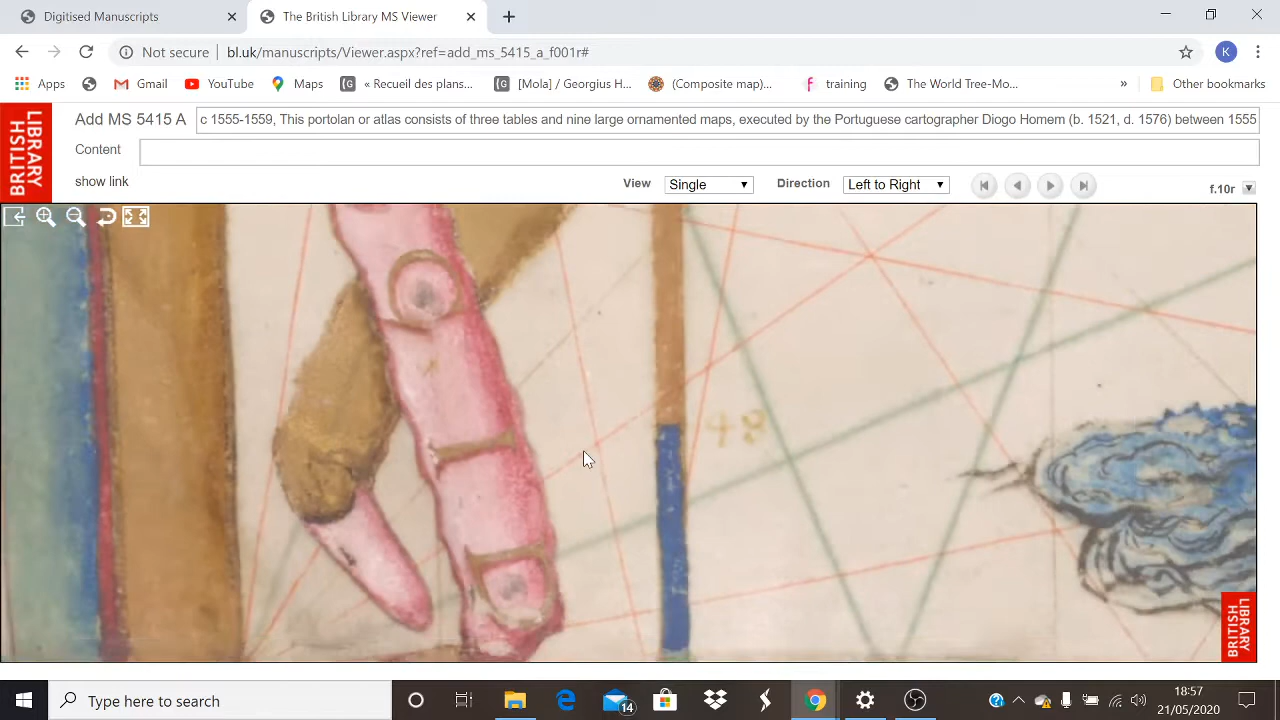 Digitised Manuscripts
The British Library MS Viewer
Not secure
bl.uk/manuscripts/Viewer.aspx?ref=add_ms_5415_a_f001r#
K
Apps
Gmail
YouTube
Maps
« Recueil des plans...
[Mola] / Georgius H...
(Composite map)...
training
The World Tree-Mo...
»
Other bookmarks
LIBRARY
BRITISH
Add MS 5415 A
c 1555-1559, This portolan or atlas consists of three tables and nine large ornamented maps, executed by the Portuguese cartographer Diogo Homem (b. 1521, d. 1576) between 1555
Content
show link
View
Single
Direction
Left to Right
f.10r
48
LIBRARY
BRITISH
Type here to search
14
18:57
21/05/2020